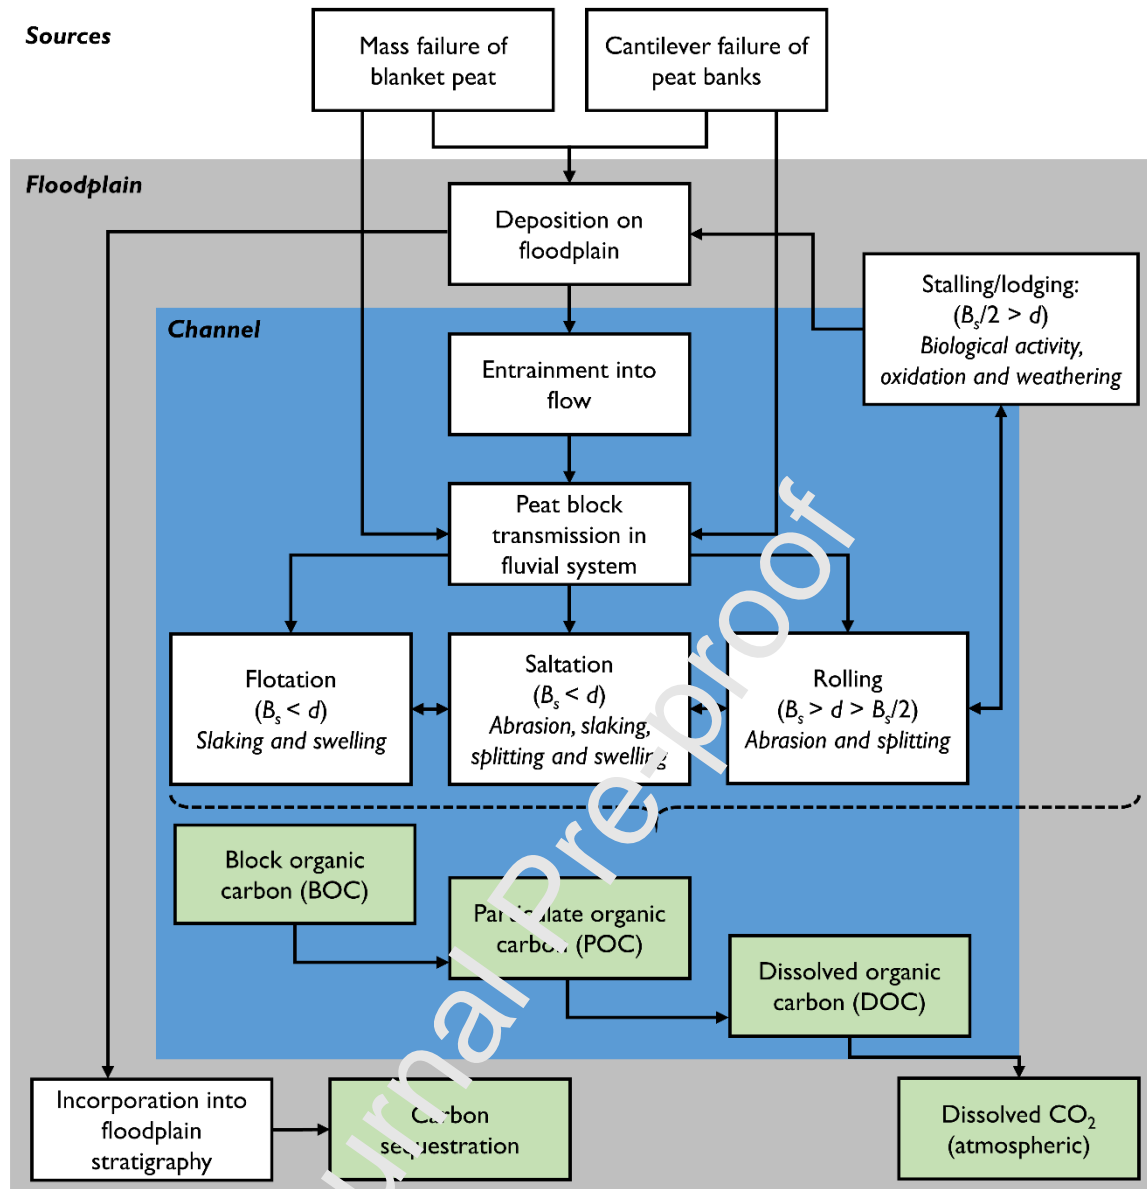 Sources
Mass failure of
blanket peat
Cantilever failure of
peat banks
Floodplain
Deposition on
floodplain
Stalling/lodging:
(Bₛ/2 > d)
Biological activity,
oxidation and weathering
Channel
Entrainment into
flow
Peat block
transmission in
fluvial system
Flotation
(Bₛ < d)
Slaking and swelling
Saltation
(Bₛ < d)
Abrasion, slaking,
splitting and swelling
Rolling
(Bₛ > d > Bₛ/2)
Abrasion and splitting
Block organic
carbon (BOC)
Particulate organic
carbon (POC)
Dissolved organic
carbon (DOC)
Incorporation into
floodplain
stratigraphy
Carbon
sequestration
Dissolved CO₂
(atmospheric)
urnal Pre-proof